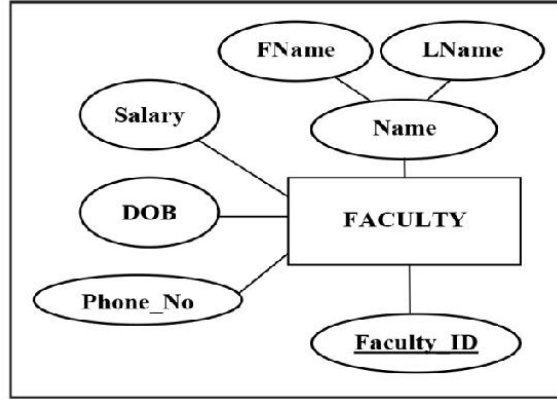 FName
LName
Salary
Name
DOB
FACULTY
Phone_No
Faculty_ID